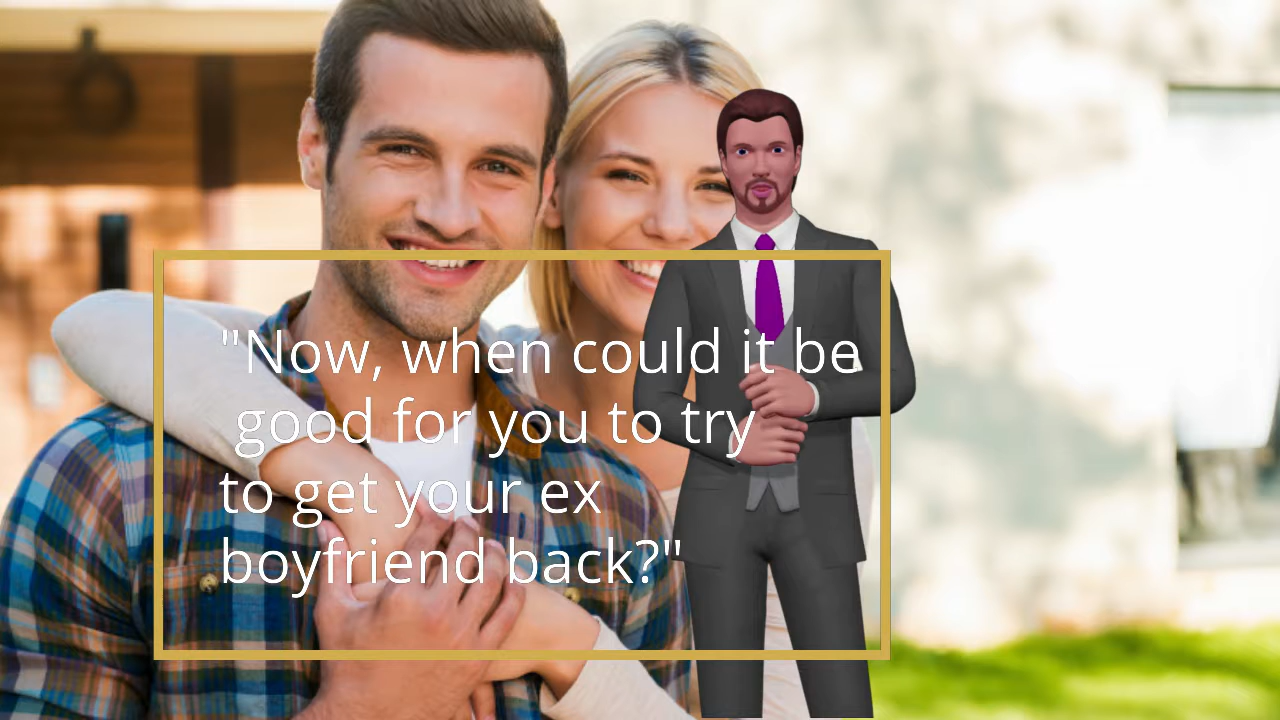 "Now, when could it be
good for you to try
to get your ex
boyfriend back?"